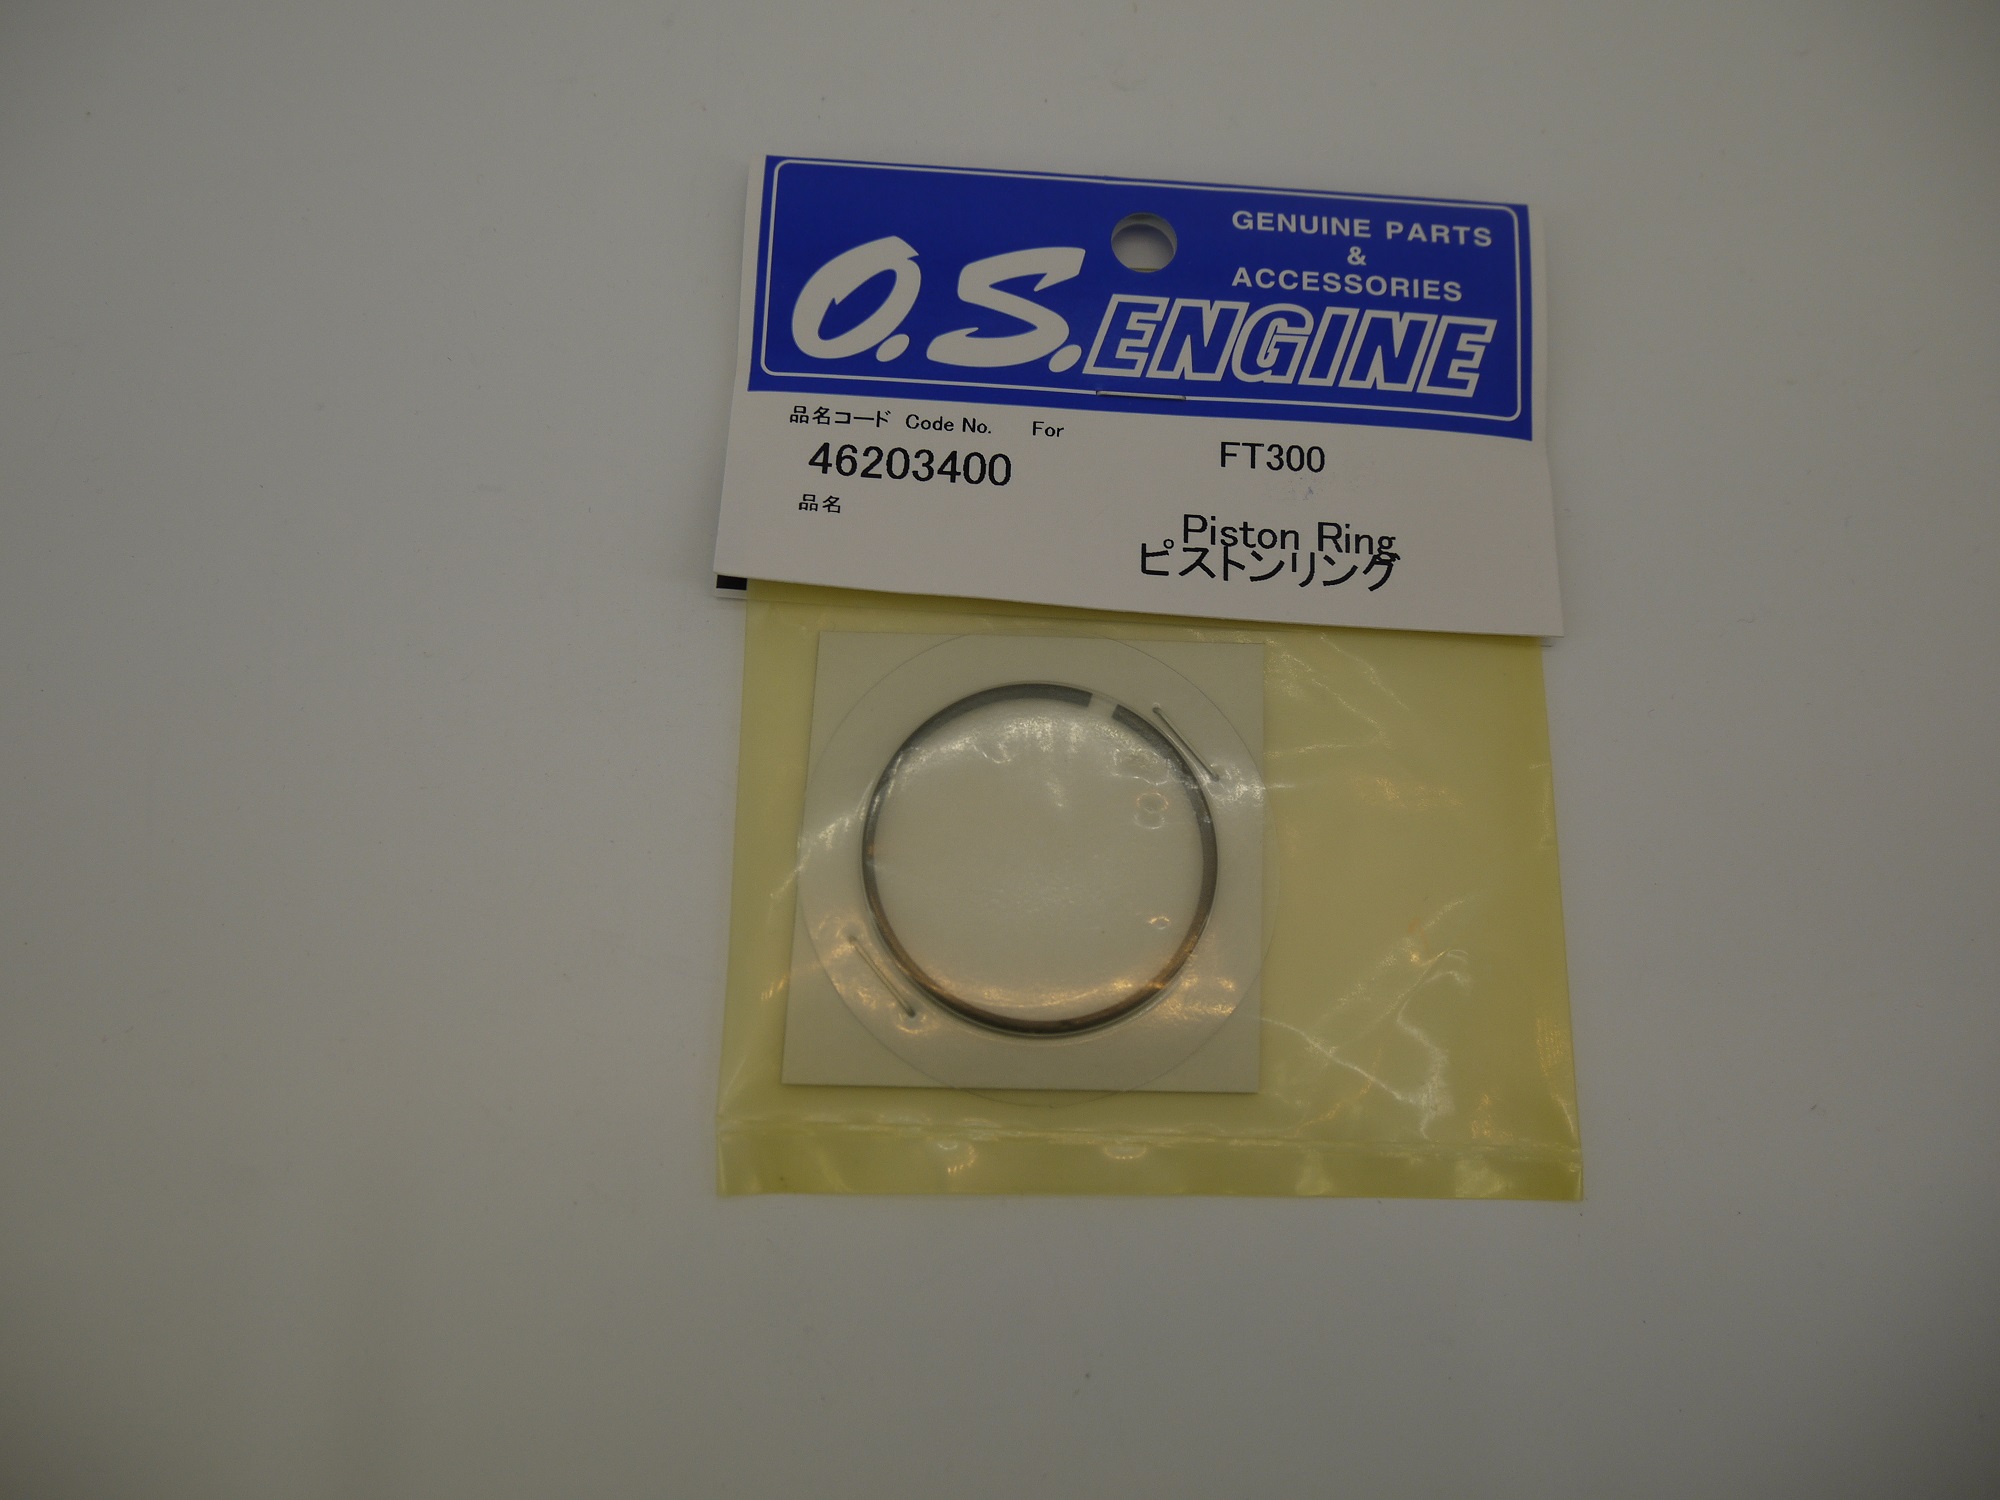 GENUINE PARTS
&
ACCESSORIES
O.S.ENGINE
品名コード Code No. For
46203400
FT300
品名
Piston Ring
ピストンリング